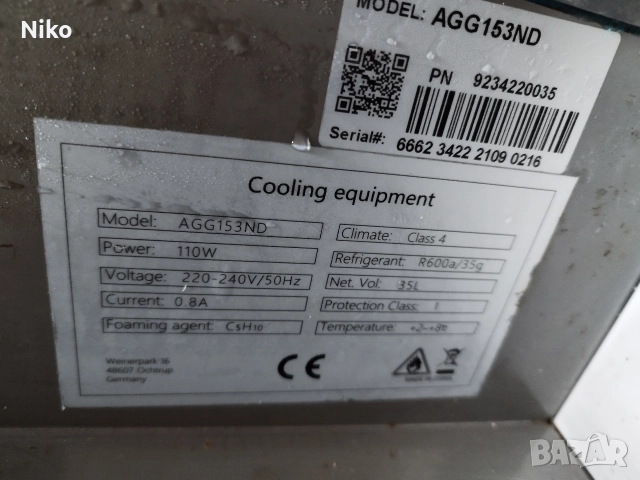 Niko
MODEL: AGG153ND
PN 9234220035
Serial#: 6662 3422 2109 0216
Cooling equipment
Model: AGG153ND
Power: 110W
Voltage: 220-240V/50Hz
Current: 0.8A
Foaming agent: C5H10
Climate: Class 4
Refrigerant: R600a/35g
Net. Vol: 35L
Protection Class: I
Temperature: +2~+8℃
48607 Ochtrup
Germany
CE
BAZAR